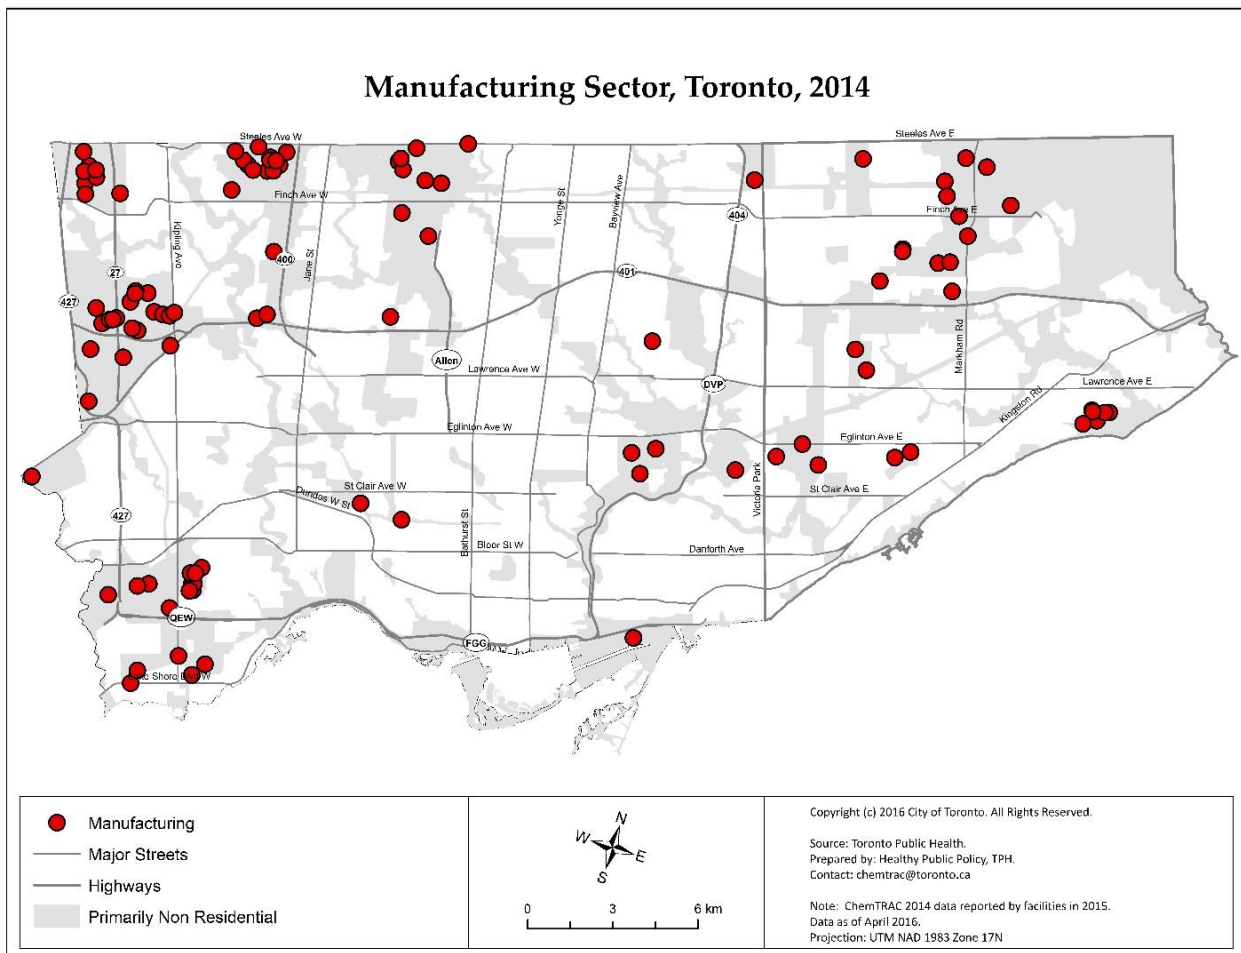 Manufacturing Sector, Toronto, 2014
Steeles Ave W
Steeles Ave E
Finch Ave W
Finch Ave E
Kipling Ave
Jane St
Yonge St
Bayview Ave
404
400
27
401
427
Allen
Lawrence Ave W
DVP
Markham Rd
Lawrence Ave E
Kingston Rd
Eglinton Ave W
Eglinton Ave E
St Clair Ave W
Dundas W St
St Clair Ave E
Victoria Park
427
Bathurst St
Bloor St W
Danforth Ave
QEW
FGG
Shore W
Manufacturing
Major Streets
Highways
Primarily Non Residential
N
W
E
S
0 3 6 km
Copyright (c) 2016 City of Toronto. All Rights Reserved.
Source: Toronto Public Health.
Prepared by: Healthy Public Policy, TPH.
Contact: chemtrac@toronto.ca
Note: ChemTRAC 2014 data reported by facilities in 2015.
Data as of April 2016.
Projection: UTM NAD 1983 Zone 17N